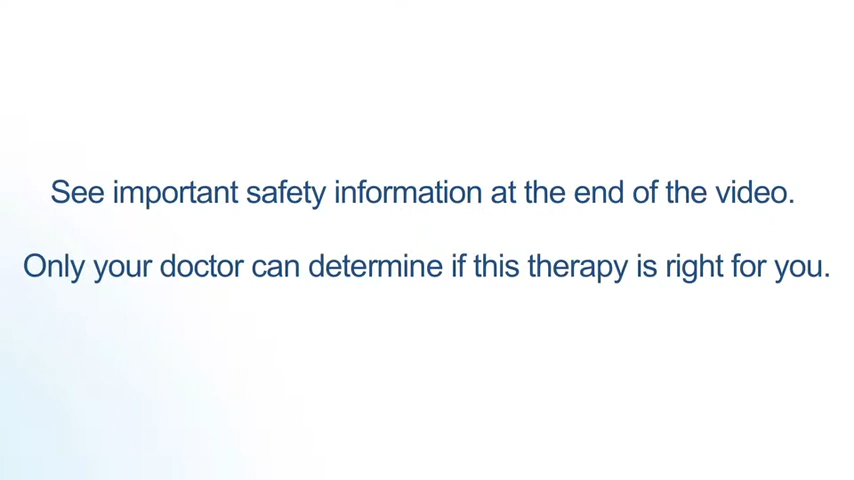 See important safety information at the end of the video.
Only your doctor can determine if this therapy is right for you.